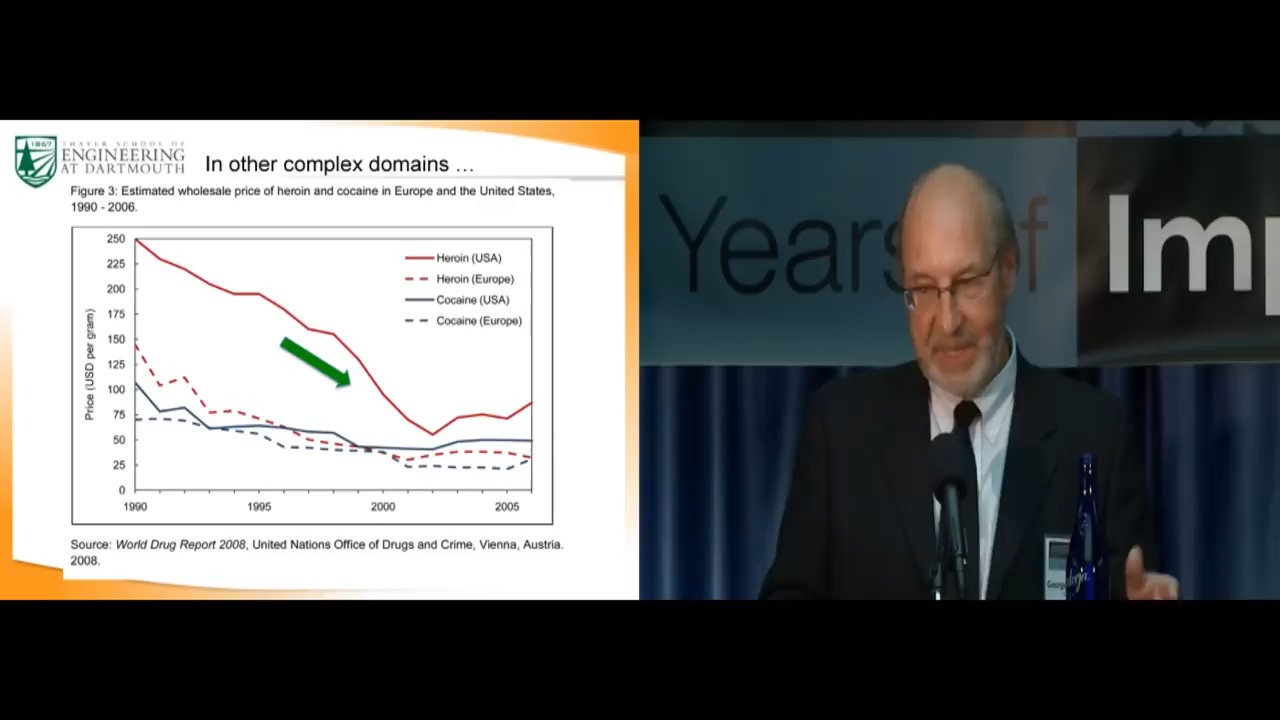 1867
THAYER SCHOOL OF
ENGINEERING
AT DARTMOUTH
In other complex domains …
Figure 3: Estimated wholesale price of heroin and cocaine in Europe and the United States,
1990 - 2006.
Price (USD per gram)
250
225
200
175
150
125
100
75
50
25
0
1990
1995
2000
2005
Heroin (USA)
Heroin (Europe)
Cocaine (USA)
Cocaine (Europe)
Source: World Drug Report 2008, United Nations Office of Drugs and Crime, Vienna, Austria.
2008.
Years of
Imp
George